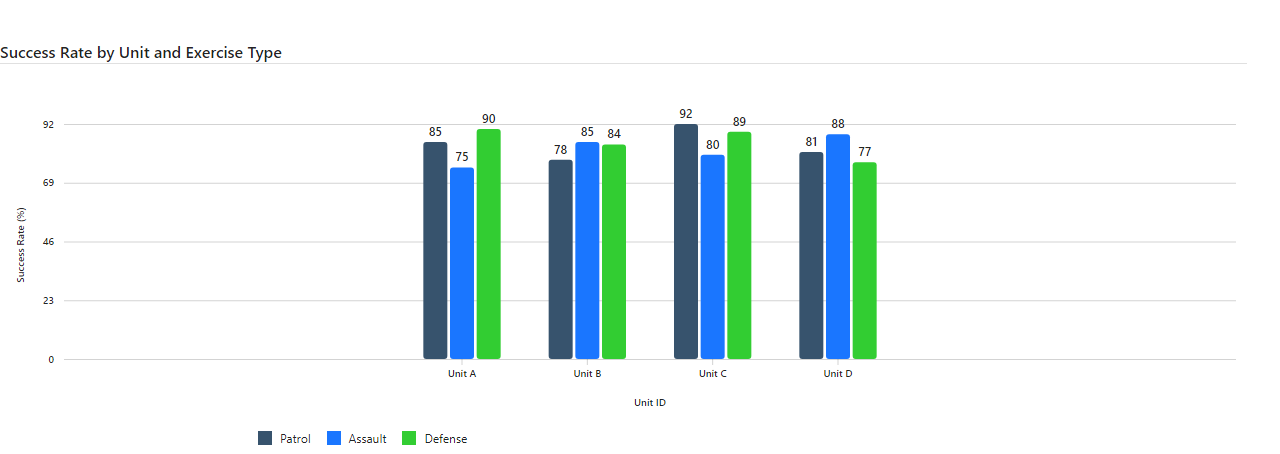 Success Rate by Unit and Exercise Type
92
69
46
23
0
Success Rate (%)
85 75 90
78 85 84
92 80 89
81 88 77
Unit A Unit B Unit C Unit D
Unit ID
Patrol Assault Defense